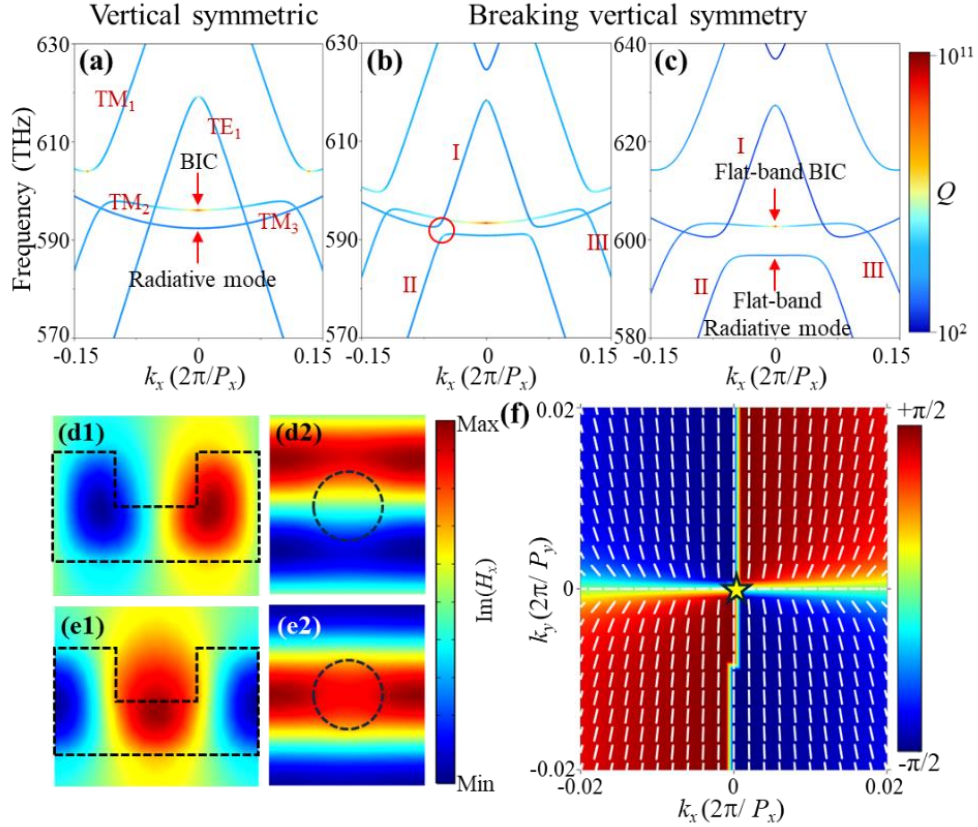 Vertical symmetric
Breaking vertical symmetry
(a)
630
610
590
570
Frequency (THz)
TM1
TE1
BIC
TM2
TM3
Radiative mode
-0.15
0
0.15
kx (2π/Px)
(b)
630
610
590
570
I
II
III
-0.15
0
0.15
kx (2π/Px)
(c)
640
620
600
580
I
Flat-band BIC
II
III
Flat-band
Radiative mode
-0.15
0
0.15
kx (2π/Px)
10^11
Q
10^2
(d1)
(d2)
(e1)
(e2)
Max
Im(Hx)
Min
(f)
0.02
0
-0.02
ky (2π/ Py)
-0.02
0
0.02
kx (2π/ Px)
+π/2
-π/2